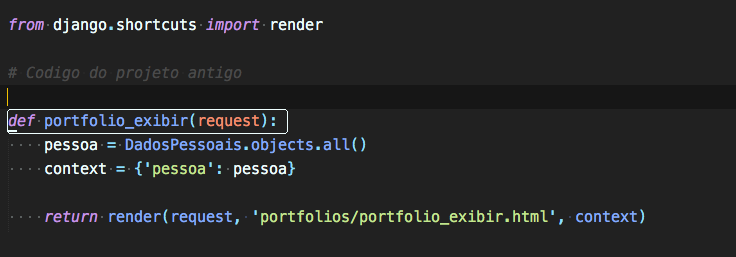 from django.shortcuts import render
# Codigo do projeto antigo
def portfolio_exibir(request):
    pessoa = DadosPessoais.objects.all()
    context = {'pessoa': pessoa}
    return render(request, 'portfolios/portfolio_exibir.html', context)